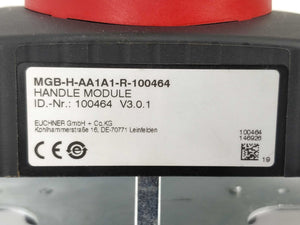 MGB-H-AA1A1-R-100464
HANDLE MODULE
ID.-Nr.: 100464 V3.0.1
EUCHNER GmbH + Co.KG
Kohlhammerstraße 16, DE-70771 Leinfelden
100464
146926
CE
19